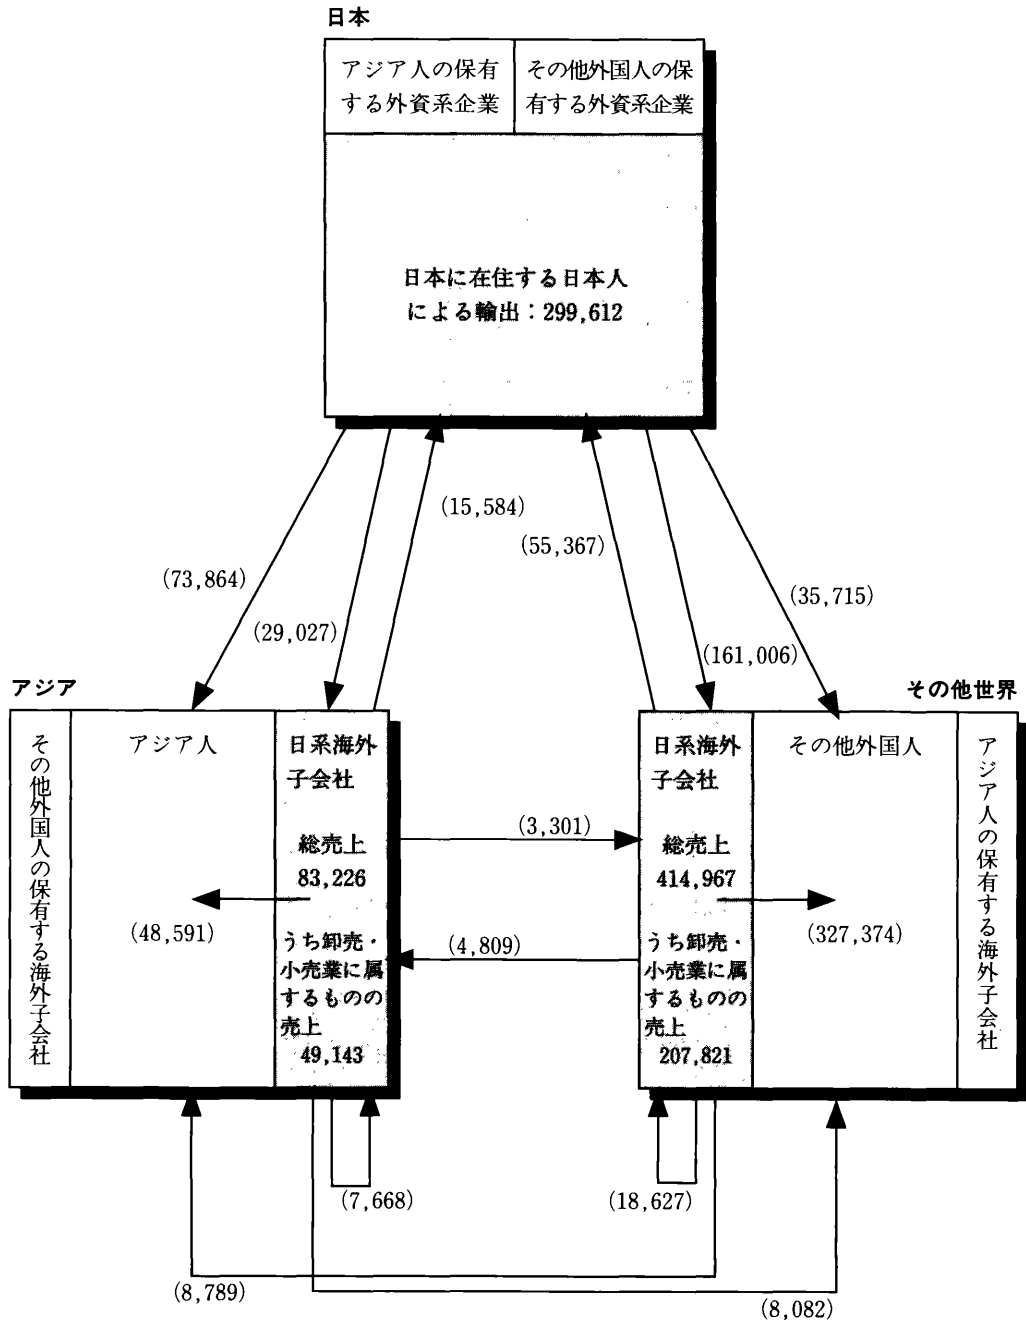 日本
アジア人の保有
する外資系企業
その他外国人の保
有する外資系企業
日本に在住する日本人
による輸出：299,612
(15,584)
(55,367)
(73,864)
(35,715)
(29,027)
(161,006)
アジア
その他世界
その他外国人の保有する海外子会社
アジア人
日系海外
子会社
総売上
83,226
(48,591)
うち卸売・
小売業に属
するものの
売上
49,143
(3,301)
(4,809)
日系海外
子会社
総売上
414,967
うち卸売・
小売業に属
するものの
売上
207,821
その他外国人
(327,374)
アジア人の保有する海外子会社
(7,668)
(18,627)
(8,789)
(8,082)